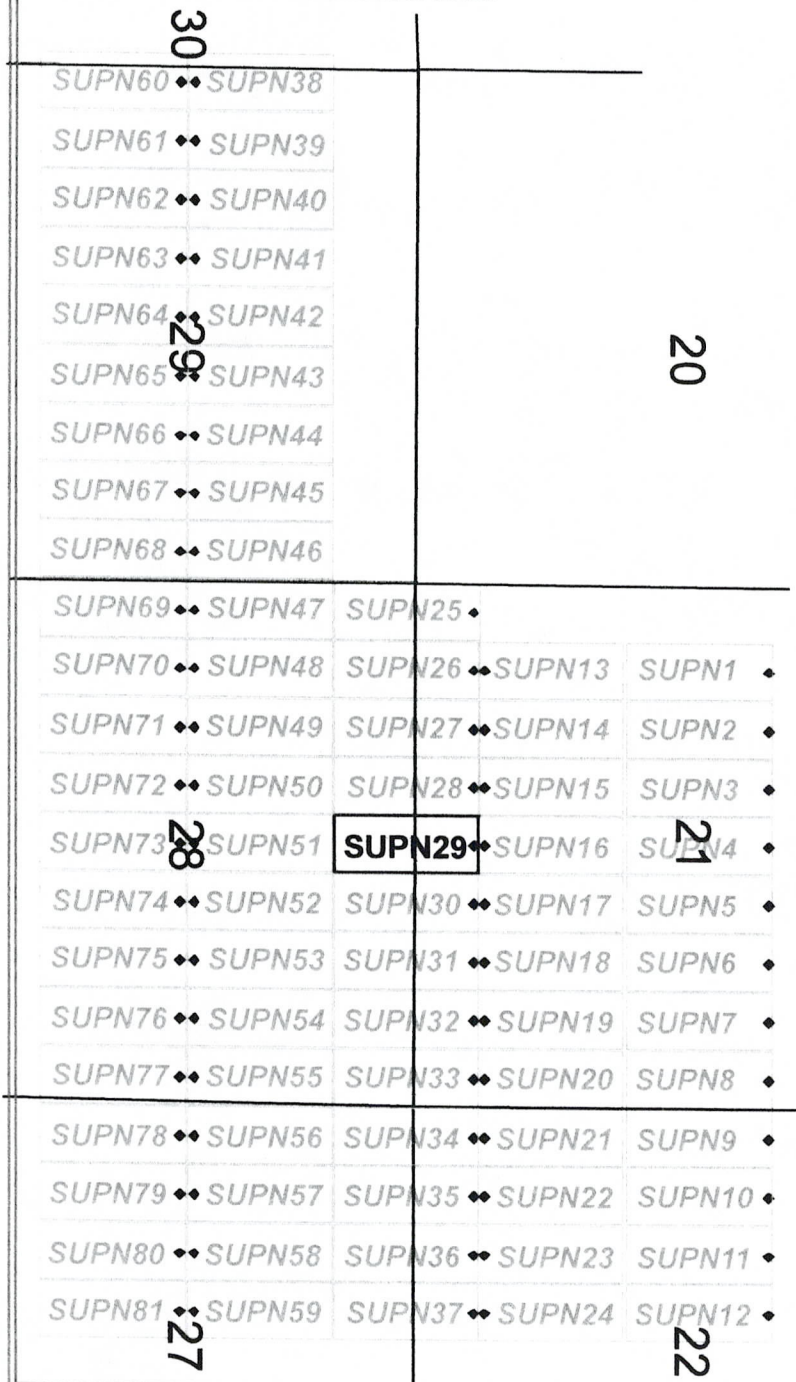 30
SUPN60 SUPN38
SUPN61 SUPN39
SUPN62 SUPN40
SUPN63 SUPN41
SUPN64 SUPN42
29
20
SUPN65 SUPN43
SUPN66 SUPN44
SUPN67 SUPN45
SUPN68 SUPN46
SUPN69 SUPN47 SUPN25
SUPN70 SUPN48 SUPN26 SUPN13 SUPN1
SUPN71 SUPN49 SUPN27 SUPN14 SUPN2
SUPN72 SUPN50 SUPN28 SUPN15 SUPN3
SUPN73 SUPN51 SUPN29 SUPN16 SUPN4
28
21
SUPN74 SUPN52 SUPN30 SUPN17 SUPN5
SUPN75 SUPN53 SUPN31 SUPN18 SUPN6
SUPN76 SUPN54 SUPN32 SUPN19 SUPN7
SUPN77 SUPN55 SUPN33 SUPN20 SUPN8
SUPN78 SUPN56 SUPN34 SUPN21 SUPN9
SUPN79 SUPN57 SUPN35 SUPN22 SUPN10
SUPN80 SUPN58 SUPN36 SUPN23 SUPN11
SUPN81 SUPN59 SUPN37 SUPN24 SUPN12
27
22